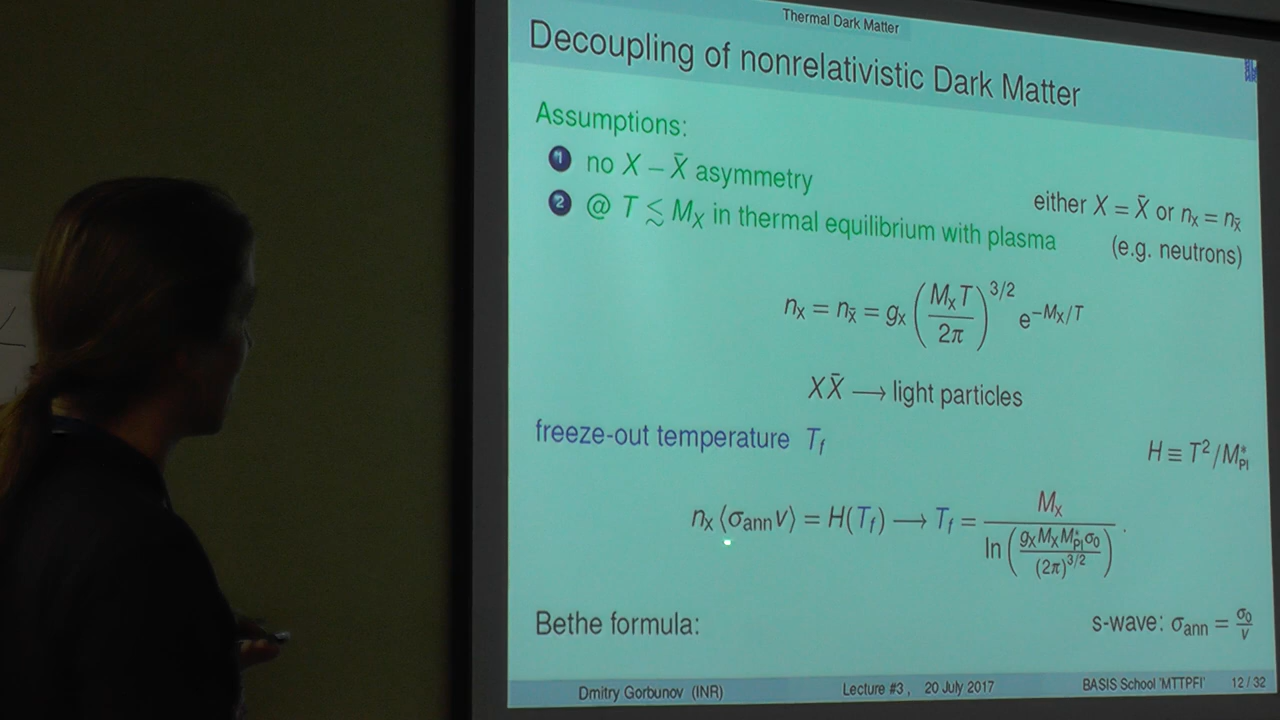 Thermal Dark Matter
Decoupling of nonrelativistic Dark Matter
Assumptions:
1 no X − X̄ asymmetry
either X = X̄ or n_X = n_X̄
2 @ T ≲ M_X in thermal equilibrium with plasma
(e.g. neutrons)
n_X = n_X̄ = g_X (M_X T / 2π)^{3/2} e^{−M_X/T}
X X̄ ⟶ light particles
freeze-out temperature T_f
H ≡ T²/M*_Pl
n_X ⟨σ_ann v⟩ = H(T_f) ⟶ T_f = M_X / ln (g_X M_X M*_Pl σ_0 / (2π)^{3/2}) .
Bethe formula:
s-wave: σ_ann = σ_0/v
Dmitry Gorbunov (INR)
Lecture #3 , 20 July 2017
BASIS School 'MTTPFI'
12 / 32